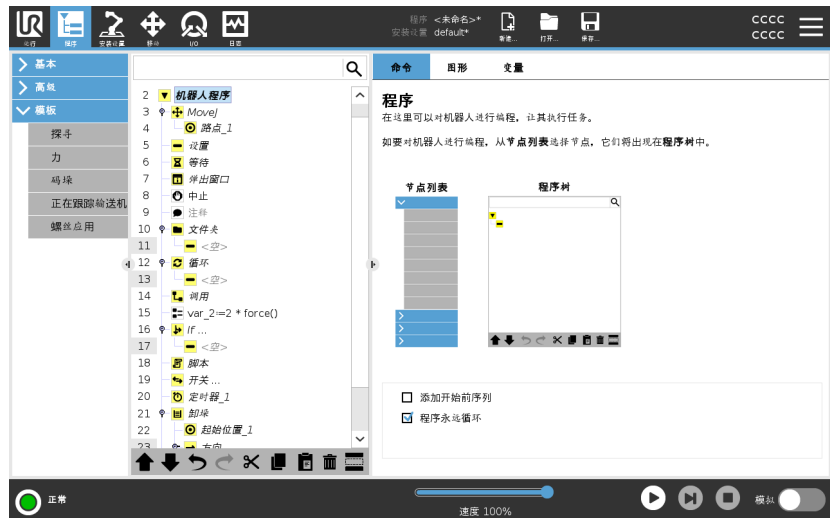 UR
程序 <未命名>*
安装设置 default*
cccc
cccc
运行 程序 安装设置 移动 I/O 日志 新建... 打开... 保存...
基本
高级
模板
探寻
力
码垛
正在跟踪输送机
螺丝应用
2 机器人程序
3 MoveJ
4 路点_1
5 设置
6 等待
7 弹出窗口
8 中止
9 注释
10 文件夹
11 <空>
12 循环
13 <空>
14 调用
15 var_2≔2 * force()
16 If ...
17 <空>
18 脚本
19 开关 ...
20 定时器_1
21 卸垛
22 起始位置_1
23 方向
命令 图形 变量
程序
在这里可以对机器人进行编程，让其执行任务。
如要对机器人进行编程，从节点列表选择节点，它们将出现在程序树中。
节点列表 程序树
添加开始前序列
程序永远循环
正常
速度 100%
模拟